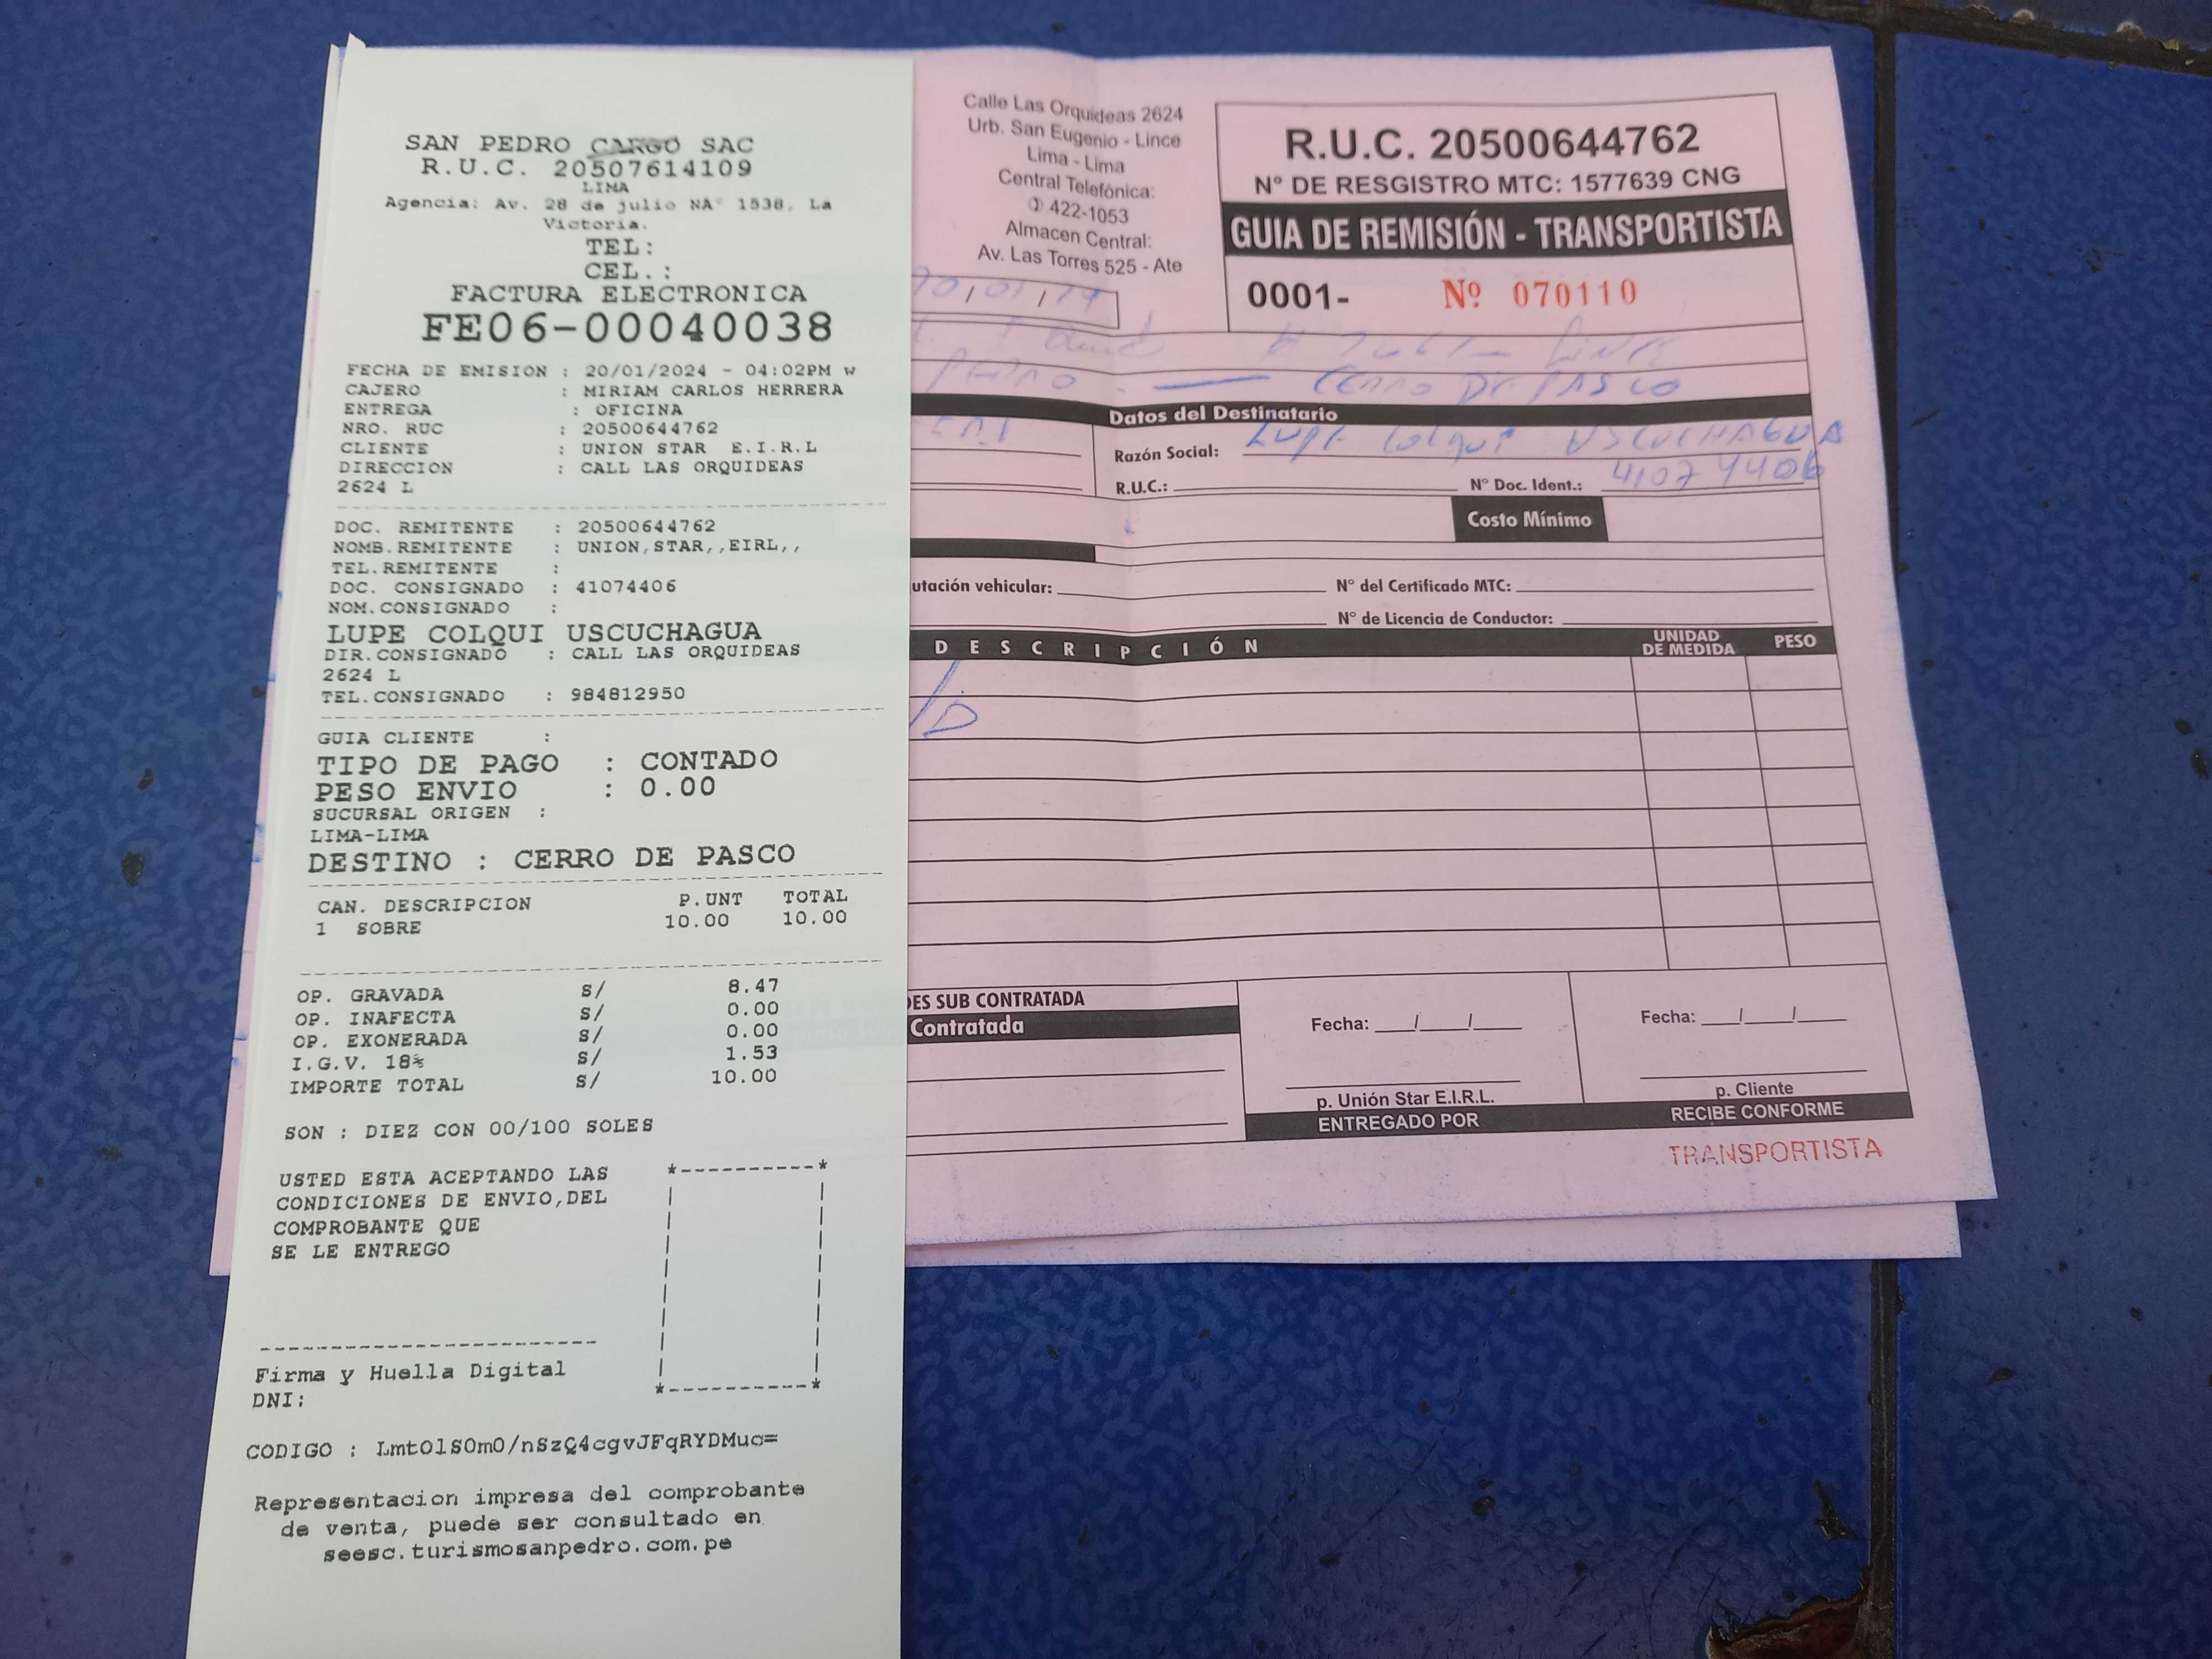 SAN PEDRO CARGO SAC
R.U.C. 20507614109
LIMA
Agencia: Av. 28 de julio NA° 1538, La
Victoria.
TEL:
CEL.:
FACTURA ELECTRONICA
FE06-00040038
FECHA DE EMISION : 20/01/2024 - 04:02PM w
CAJERO : MIRIAM CARLOS HERRERA
ENTREGA : OFICINA
NRO. RUC : 20500644762
CLIENTE : UNION STAR E.I.R.L
DIRECCION : CALL LAS ORQUIDEAS
2624 L
DOC. REMITENTE : 20500644762
NOMB.REMITENTE : UNION,STAR,,EIRL,,
TEL.REMITENTE :
DOC. CONSIGNADO : 41074406
NOM.CONSIGNADO :
LUPE COLQUI USCUCHAGUA
DIR.CONSIGNADO : CALL LAS ORQUIDEAS
2624 L
TEL.CONSIGNADO : 984812950
GUIA CLIENTE :
TIPO DE PAGO : CONTADO
PESO ENVIO : 0.00
SUCURSAL ORIGEN :
LIMA-LIMA
DESTINO : CERRO DE PASCO
CAN. DESCRIPCION P.UNT TOTAL
1 SOBRE 10.00 10.00
OP. GRAVADA S/ 8.47
OP. INAFECTA S/ 0.00
OP. EXONERADA S/ 0.00
I.G.V. 18% S/ 1.53
IMPORTE TOTAL S/ 10.00
SON : DIEZ CON 00/100 SOLES
USTED ESTA ACEPTANDO LAS
CONDICIONES DE ENVIO,DEL
COMPROBANTE QUE
SE LE ENTREGO
Firma y Huella Digital
DNI:
CODIGO : LmtOlS0mO/nSzQ4cgvJFqRYDMuc=
Representacion impresa del comprobante
de venta, puede ser consultado en
seesc.turismosanpedro.com.pe
Calle Las Orquideas 2624
Urb. San Eugenio - Lince
Lima - Lima
Central Telefónica:
422-1053
Almacen Central:
Av. Las Torres 525 - Ate
R.U.C. 20500644762
N° DE RESGISTRO MTC: 1577639 CNG
GUIA DE REMISIÓN - TRANSPORTISTA
0001- Nº 070110
PEDRO - CERRO DE PASCO
Datos del Destinatario
Razón Social: Lupe Colqui USCUCHAGUA
R.U.C.: N° Doc. Ident.: 41074406
Costo Mínimo
utación vehicular: N° del Certificado MTC:
N° de Licencia de Conductor:
DESCRIPCIÓN UNIDAD DE MEDIDA PESO
DES SUB CONTRATADA
Contratada
Fecha: / /
p. Unión Star E.I.R.L.
ENTREGADO POR
Fecha: / /
p. Cliente
RECIBE CONFORME
TRANSPORTISTA